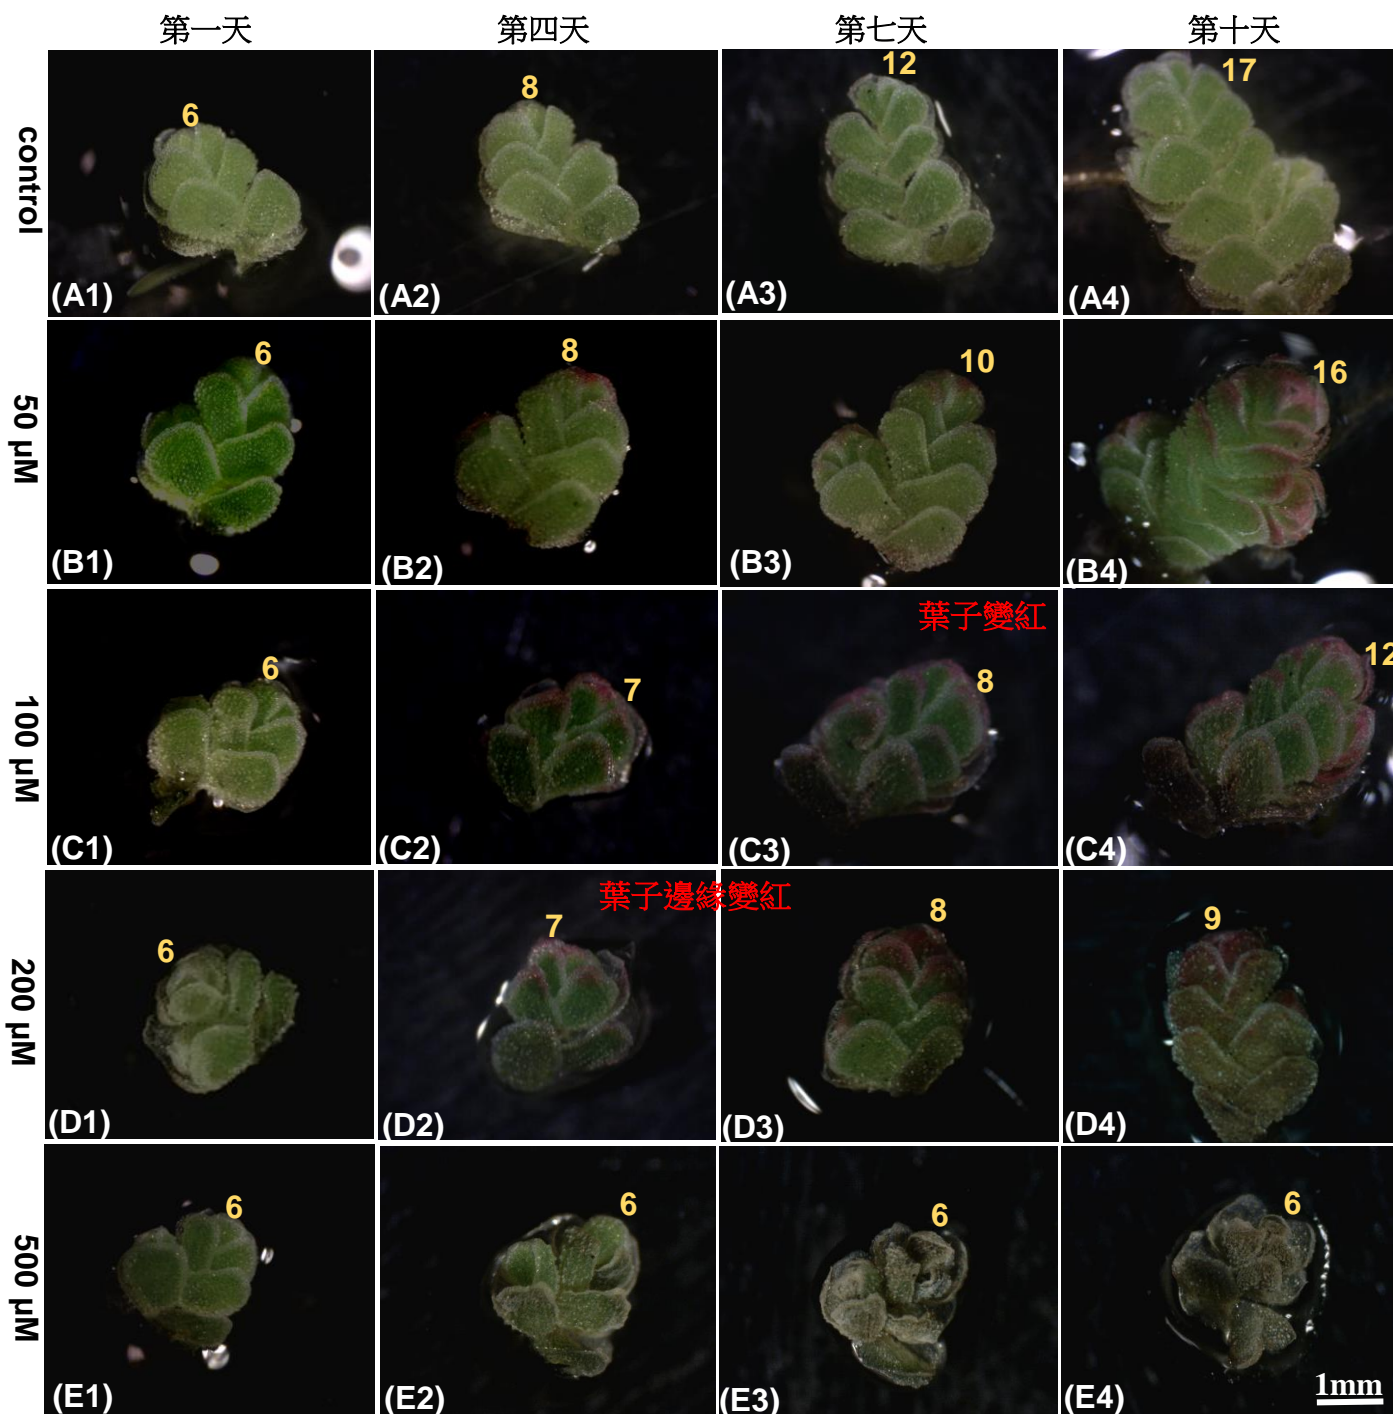 第一天 第四天 第七天 第十天
control
6 8 12 17
(A1) (A2) (A3) (A4)
50 μM
6 8 10 16
(B1) (B2) (B3) (B4)
100 μM
葉子變紅
6 7 8 12
(C1) (C2) (C3) (C4)
200 μM
葉子邊緣變紅
6 7 8 9
(D1) (D2) (D3) (D4)
500 μM
6 6 6 6
(E1) (E2) (E3) (E4)
1mm